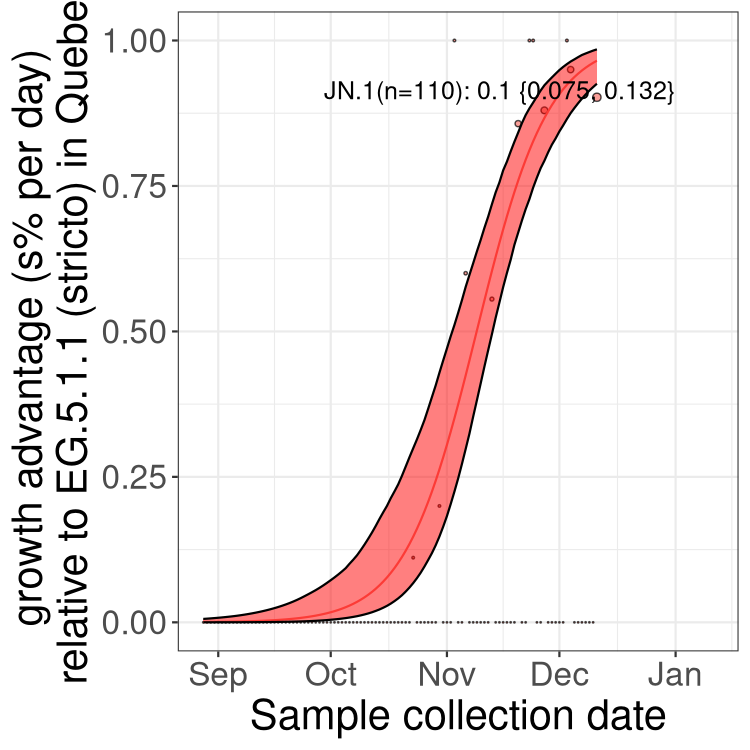 growth advantage (s% per day)
relative to EG.5.1.1 (stricto) in Quebe
1.00
0.75
0.50
0.25
0.00
JN.1(n=110): 0.1 {0.075, 0.132}
Sep Oct Nov Dec Jan
Sample collection date